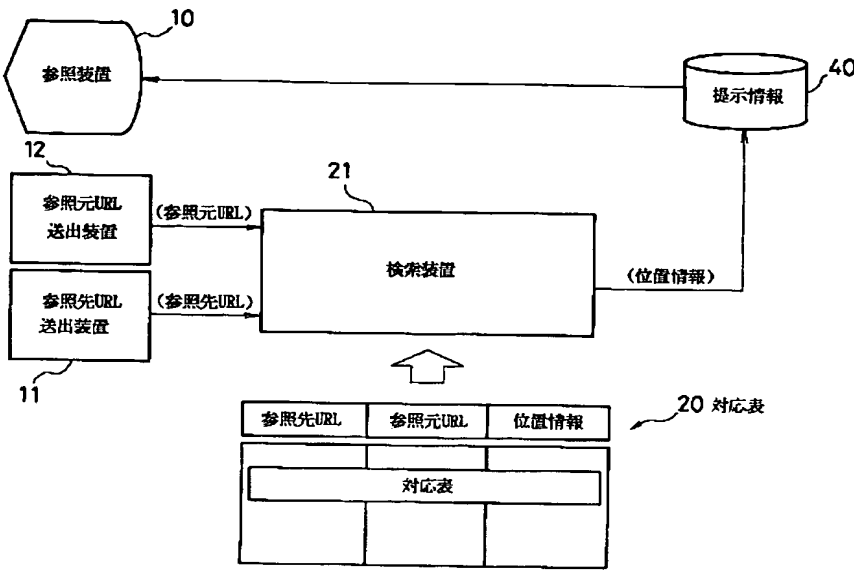 10
参照装置
40
提示情報
12
参照元URL
送出装置
(参照元URL)
21
検索装置
(位置情報)
参照先URL
送出装置
(参照先URL)
11
参照先URL 参照元URL 位置情報
20 対応表
対応表